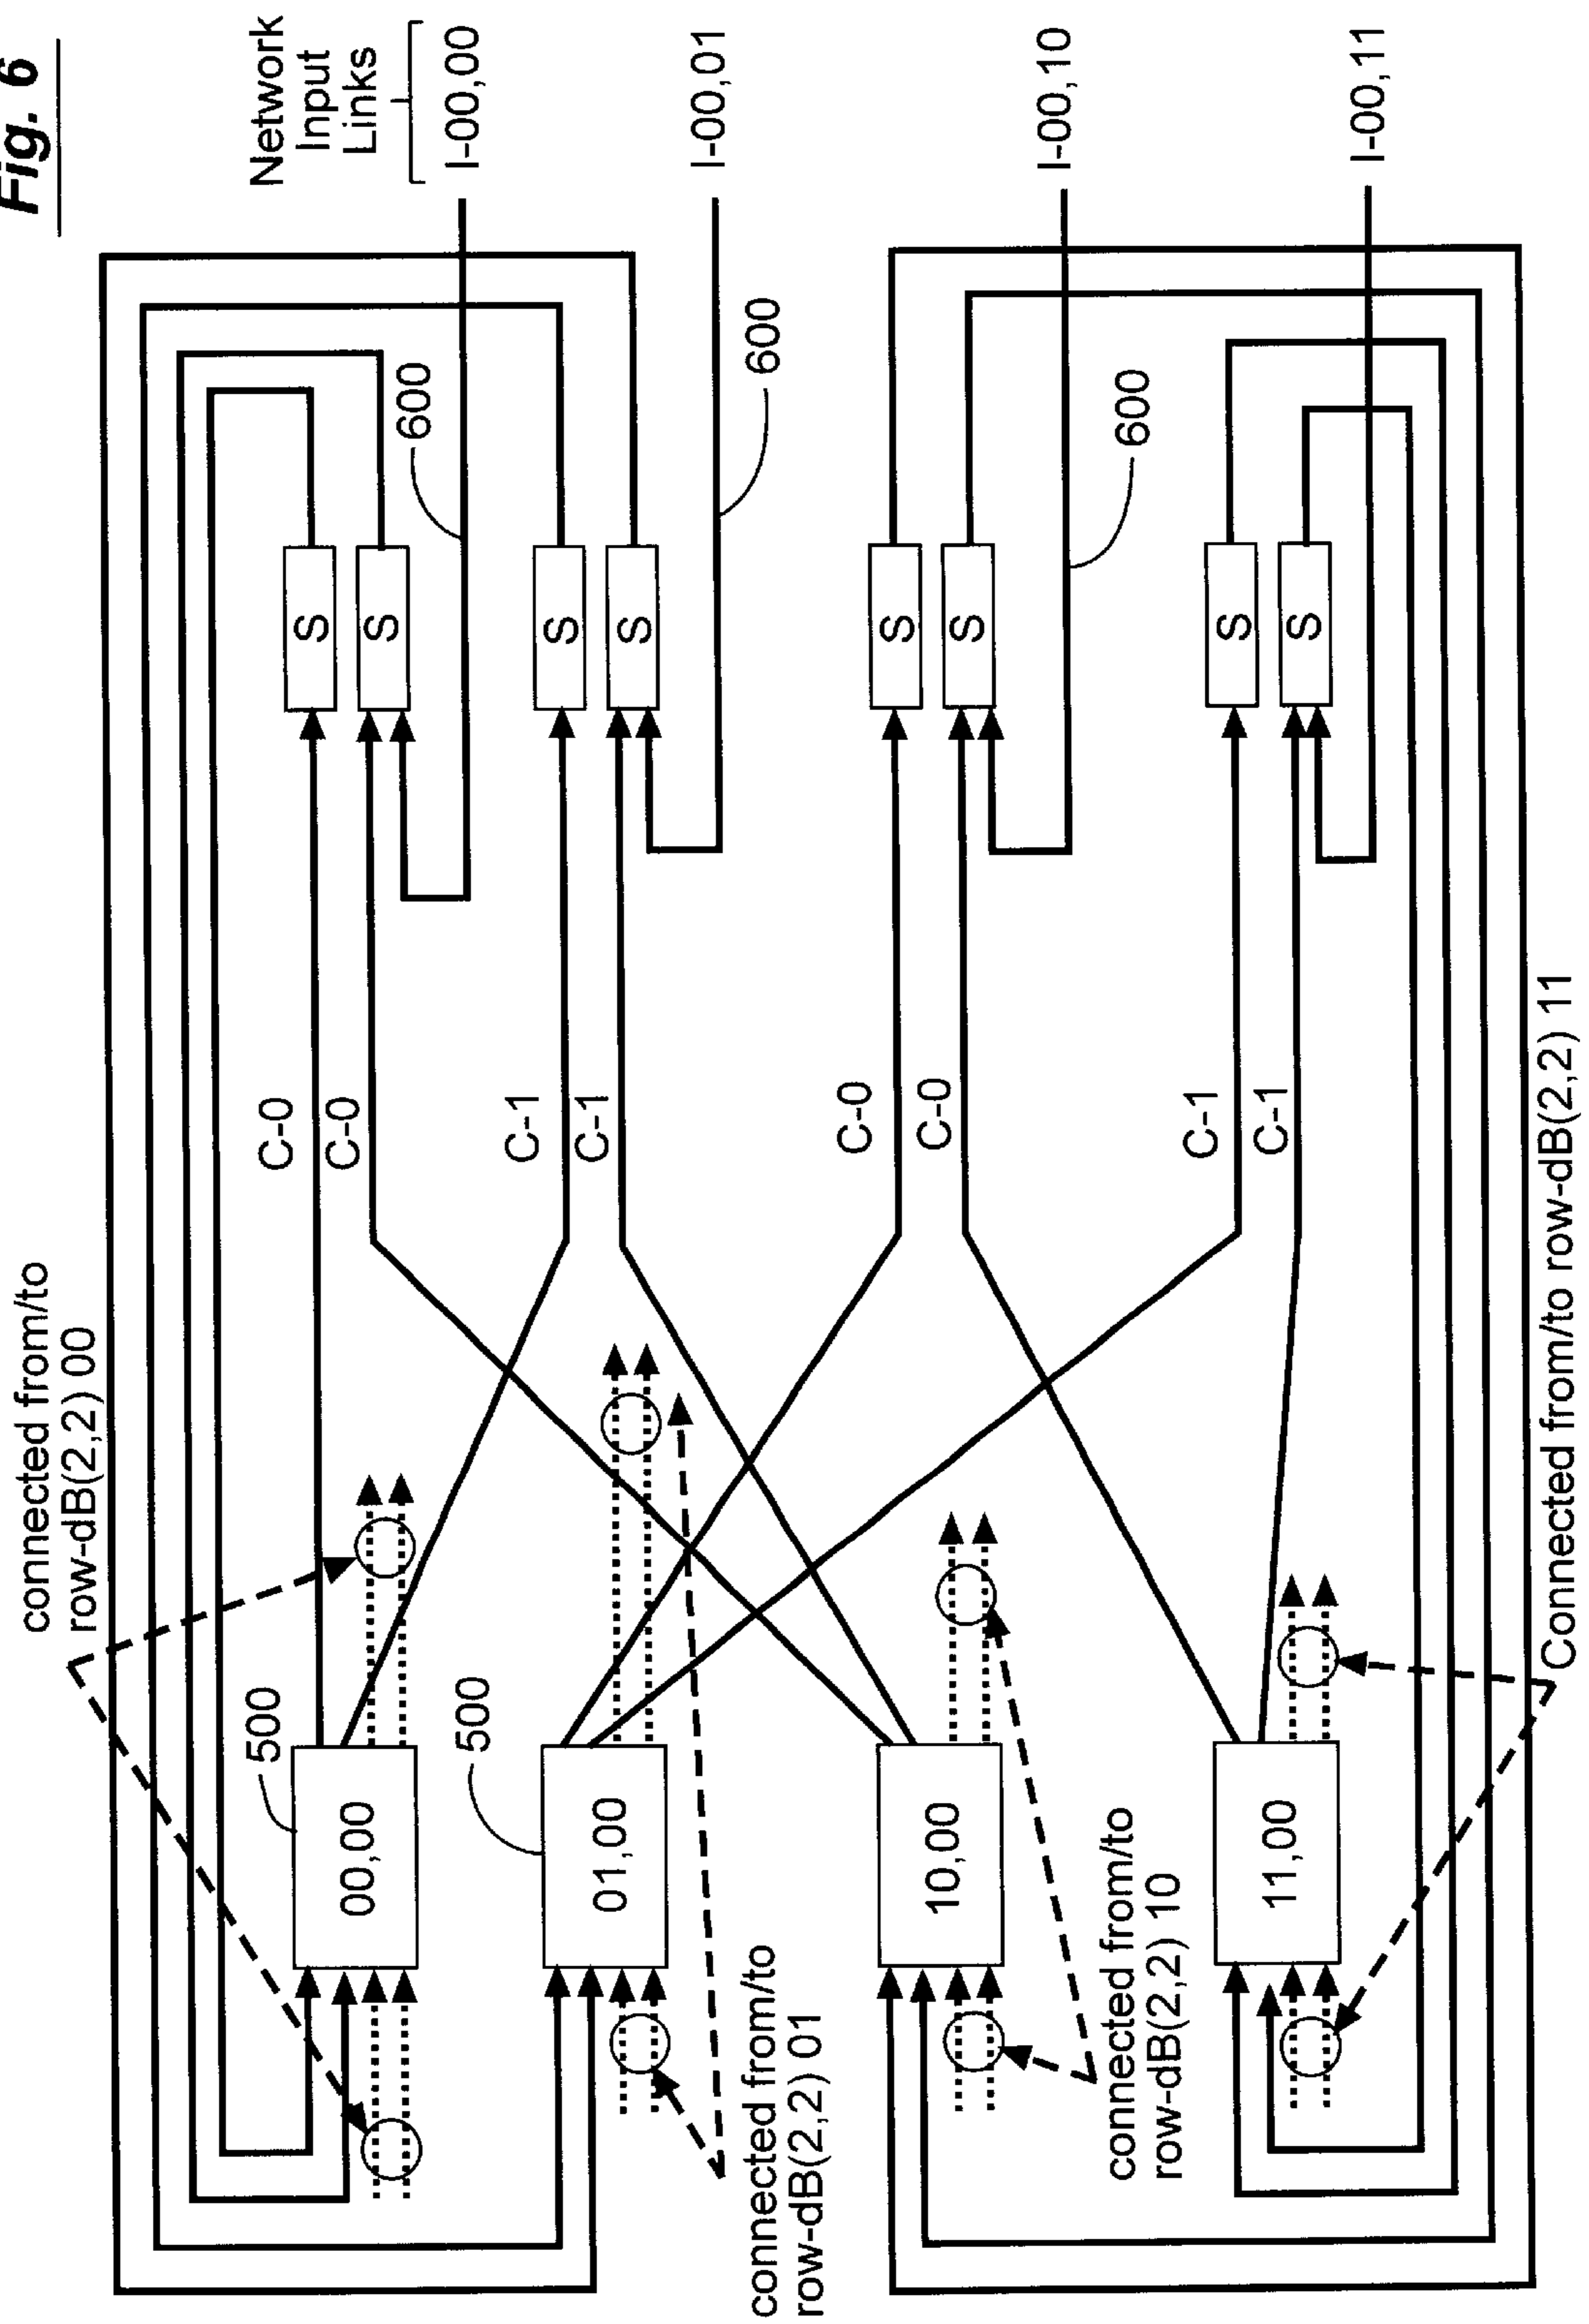 Fig. 6
Network
Input
Links
I-00,00
I-00,01
I-00,10
I-00,11
600
600
600
S
S
S
S
S
S
S
S
C-0
C-0
C-1
C-1
C-0
C-0
C-1
C-1
connected from/to
row-dB(2,2) 00
500
500
00,00
01,00
10,00
11,00
connected from/to
row-dB(2,2) 01
connected from/to
row-dB(2,2) 10
Connected from/to row-dB(2,2) 11